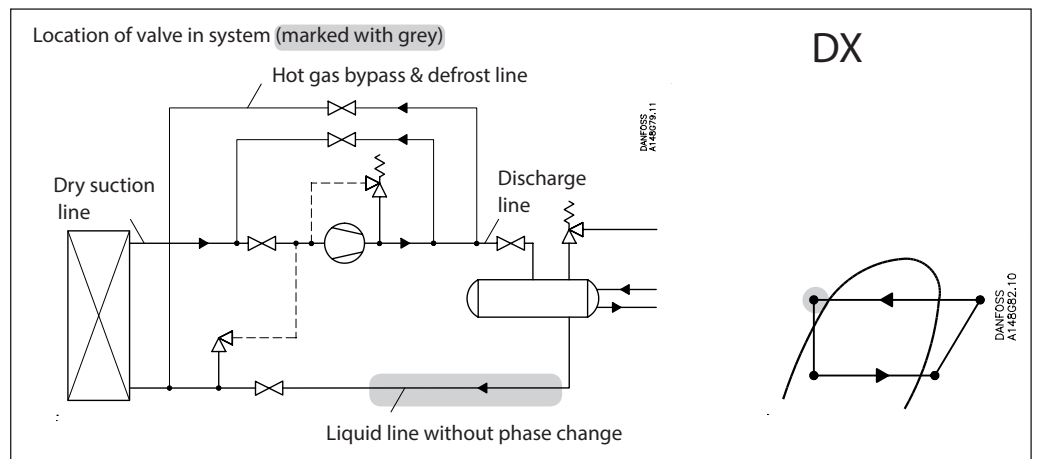 Location of valve in system (marked with grey)
DX
Hot gas bypass & defrost line
DANFOSS
A148G79.11
Dry suction
line
Discharge
line
DANFOSS
A148G82.10
Liquid line without phase change